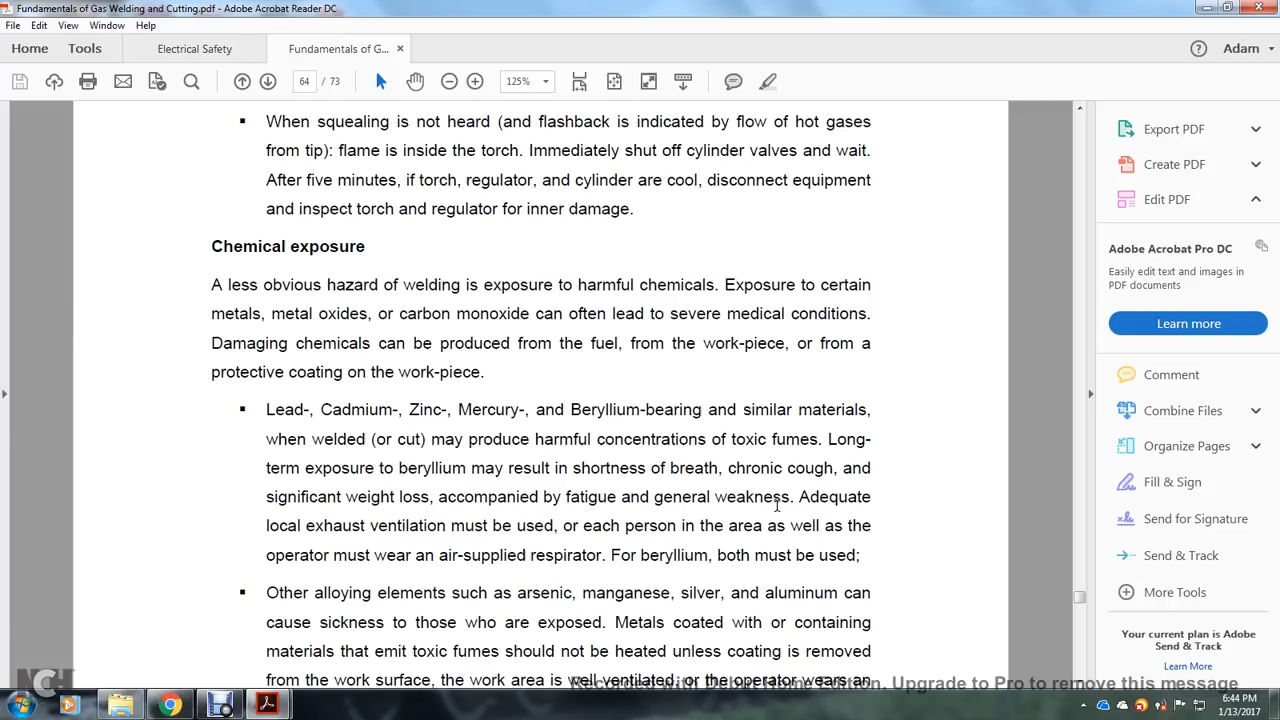 Fundamentals of Gas Welding and Cutting.pdf - Adobe Acrobat Reader DC
File Edit View Window Help
Home Tools Electrical Safety Fundamentals of G... × Adam
64 / 73 125%
▪ When squealing is not heard (and flashback is indicated by flow of hot gases
from tip): flame is inside the torch. Immediately shut off cylinder valves and wait.
After five minutes, if torch, regulator, and cylinder are cool, disconnect equipment
and inspect torch and regulator for inner damage.
Chemical exposure
A less obvious hazard of welding is exposure to harmful chemicals. Exposure to certain
metals, metal oxides, or carbon monoxide can often lead to severe medical conditions.
Damaging chemicals can be produced from the fuel, from the work-piece, or from a
protective coating on the work-piece.
▪ Lead-, Cadmium-, Zinc-, Mercury-, and Beryllium-bearing and similar materials,
when welded (or cut) may produce harmful concentrations of toxic fumes. Long-
term exposure to beryllium may result in shortness of breath, chronic cough, and
significant weight loss, accompanied by fatigue and general weakness. Adequate
local exhaust ventilation must be used, or each person in the area as well as the
operator must wear an air-supplied respirator. For beryllium, both must be used;
▪ Other alloying elements such as arsenic, manganese, silver, and aluminum can
cause sickness to those who are exposed. Metals coated with or containing
materials that emit toxic fumes should not be heated unless coating is removed
from the work surface, the work area is well ventilated, or the operator wears an
Export PDF
Create PDF
Edit PDF
Adobe Acrobat Pro DC
Easily edit text and images in
PDF documents
Learn more
Comment
Combine Files
Organize Pages
Fill & Sign
Send for Signature
Send & Track
More Tools
Your current plan is Adobe
Send & Track
Learn More
NCH
Recorded with Debut Home Edition. Upgrade to Pro to remove this message
6:44 PM
1/13/2017